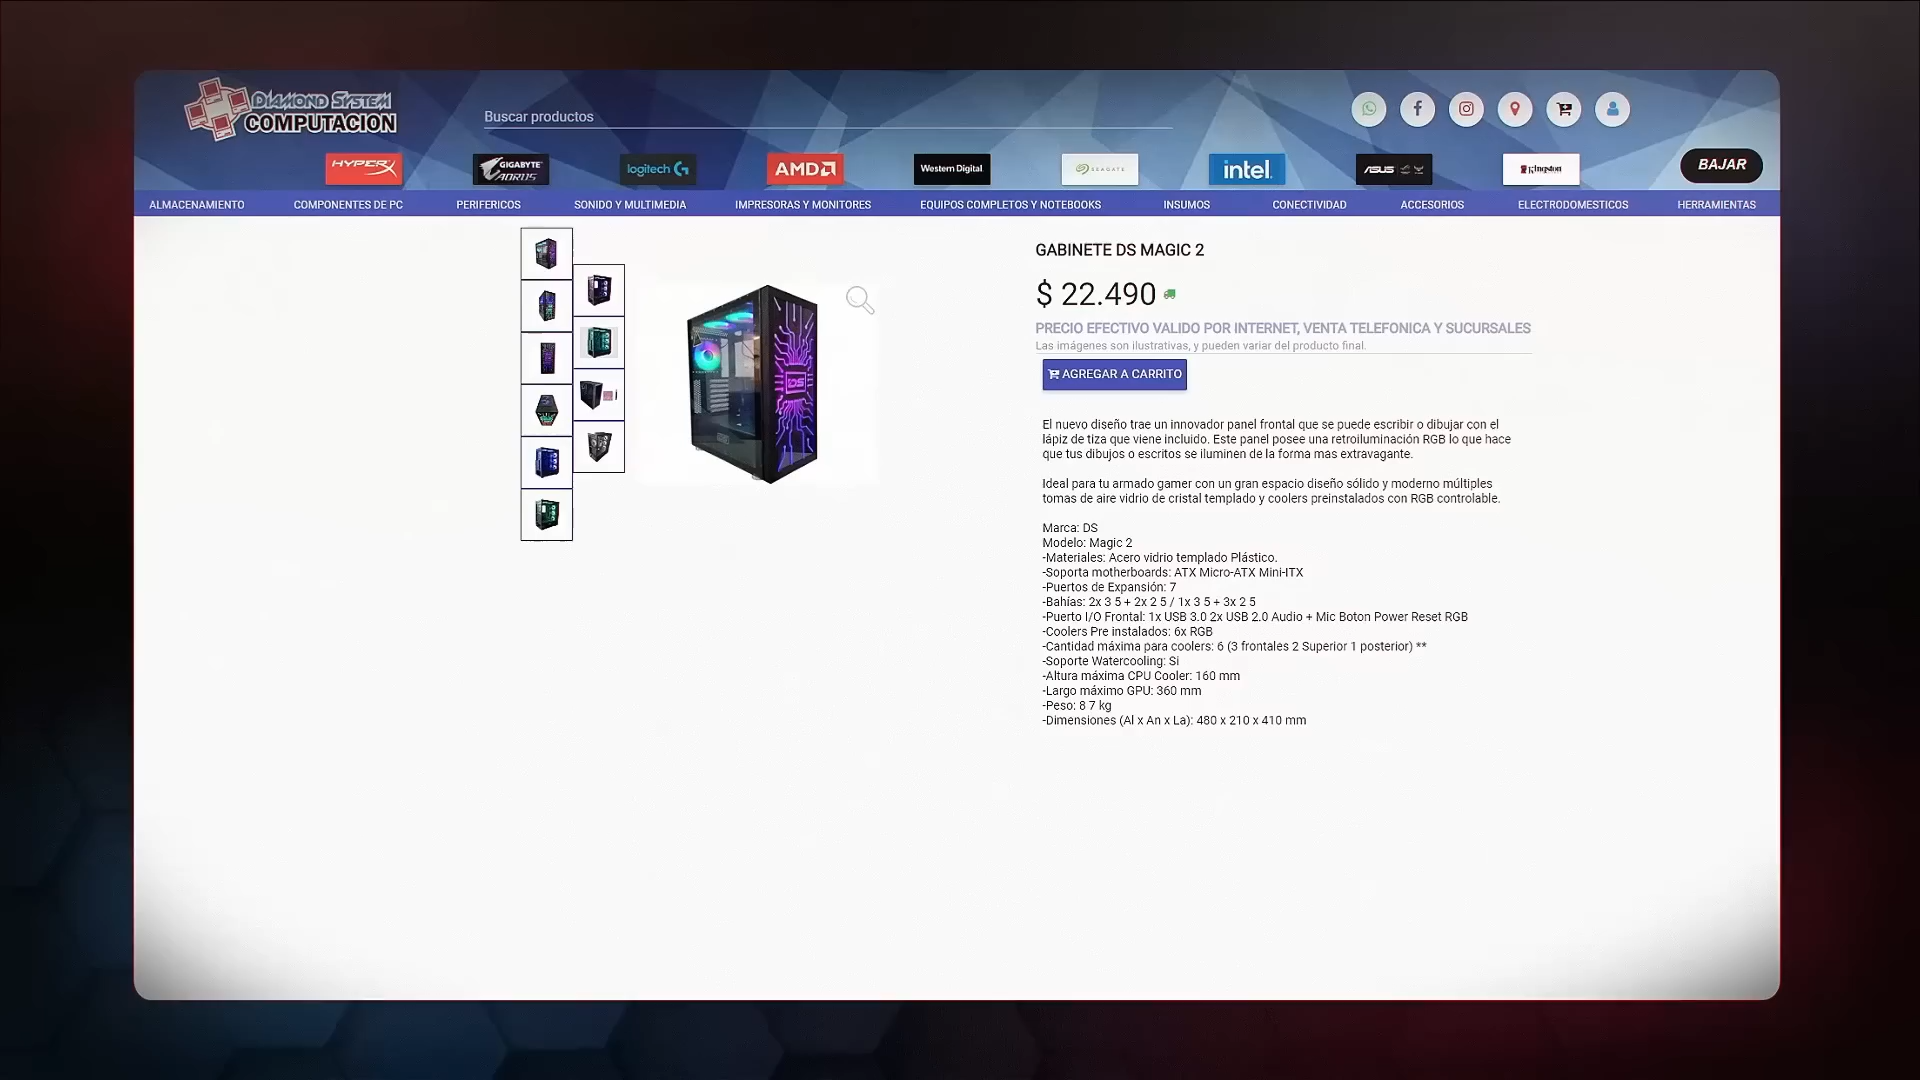 DIAMOND SYSTEM
COMPUTACION
Buscar productos
HYPERX
GIGABYTE
AORUS
logitech G
AMD
Western Digital
SEAGATE
intel
ASUS
Kingston
BAJAR
ALMACENAMIENTO COMPONENTES DE PC PERIFERICOS SONIDO Y MULTIMEDIA IMPRESORAS Y MONITORES EQUIPOS COMPLETOS Y NOTEBOOKS INSUMOS CONECTIVIDAD ACCESORIOS ELECTRODOMESTICOS HERRAMIENTAS
DS
GABINETE DS MAGIC 2
$ 22.490
PRECIO EFECTIVO VALIDO POR INTERNET, VENTA TELEFONICA Y SUCURSALES
Las imágenes son ilustrativas, y pueden variar del producto final.
AGREGAR A CARRITO
El nuevo diseño trae un innovador panel frontal que se puede escribir o dibujar con el
lápiz de tiza que viene incluido. Este panel posee una retroiluminación RGB lo que hace
que tus dibujos o escritos se iluminen de la forma mas extravagante.
Ideal para tu armado gamer con un gran espacio diseño sólido y moderno múltiples
tomas de aire vidrio de cristal templado y coolers preinstalados con RGB controlable.
Marca: DS
Modelo: Magic 2
-Materiales: Acero vidrio templado Plástico.
-Soporta motherboards: ATX Micro-ATX Mini-ITX
-Puertos de Expansión: 7
-Bahías: 2x 3 5 + 2x 2 5 / 1x 3 5 + 3x 2 5
-Puerto I/O Frontal: 1x USB 3.0 2x USB 2.0 Audio + Mic Boton Power Reset RGB
-Coolers Pre instalados: 6x RGB
-Cantidad máxima para coolers: 6 (3 frontales 2 Superior 1 posterior) **
-Soporte Watercooling: Si
-Altura máxima CPU Cooler: 160 mm
-Largo máximo GPU: 360 mm
-Peso: 8 7 kg
-Dimensiones (Al x An x La): 480 x 210 x 410 mm